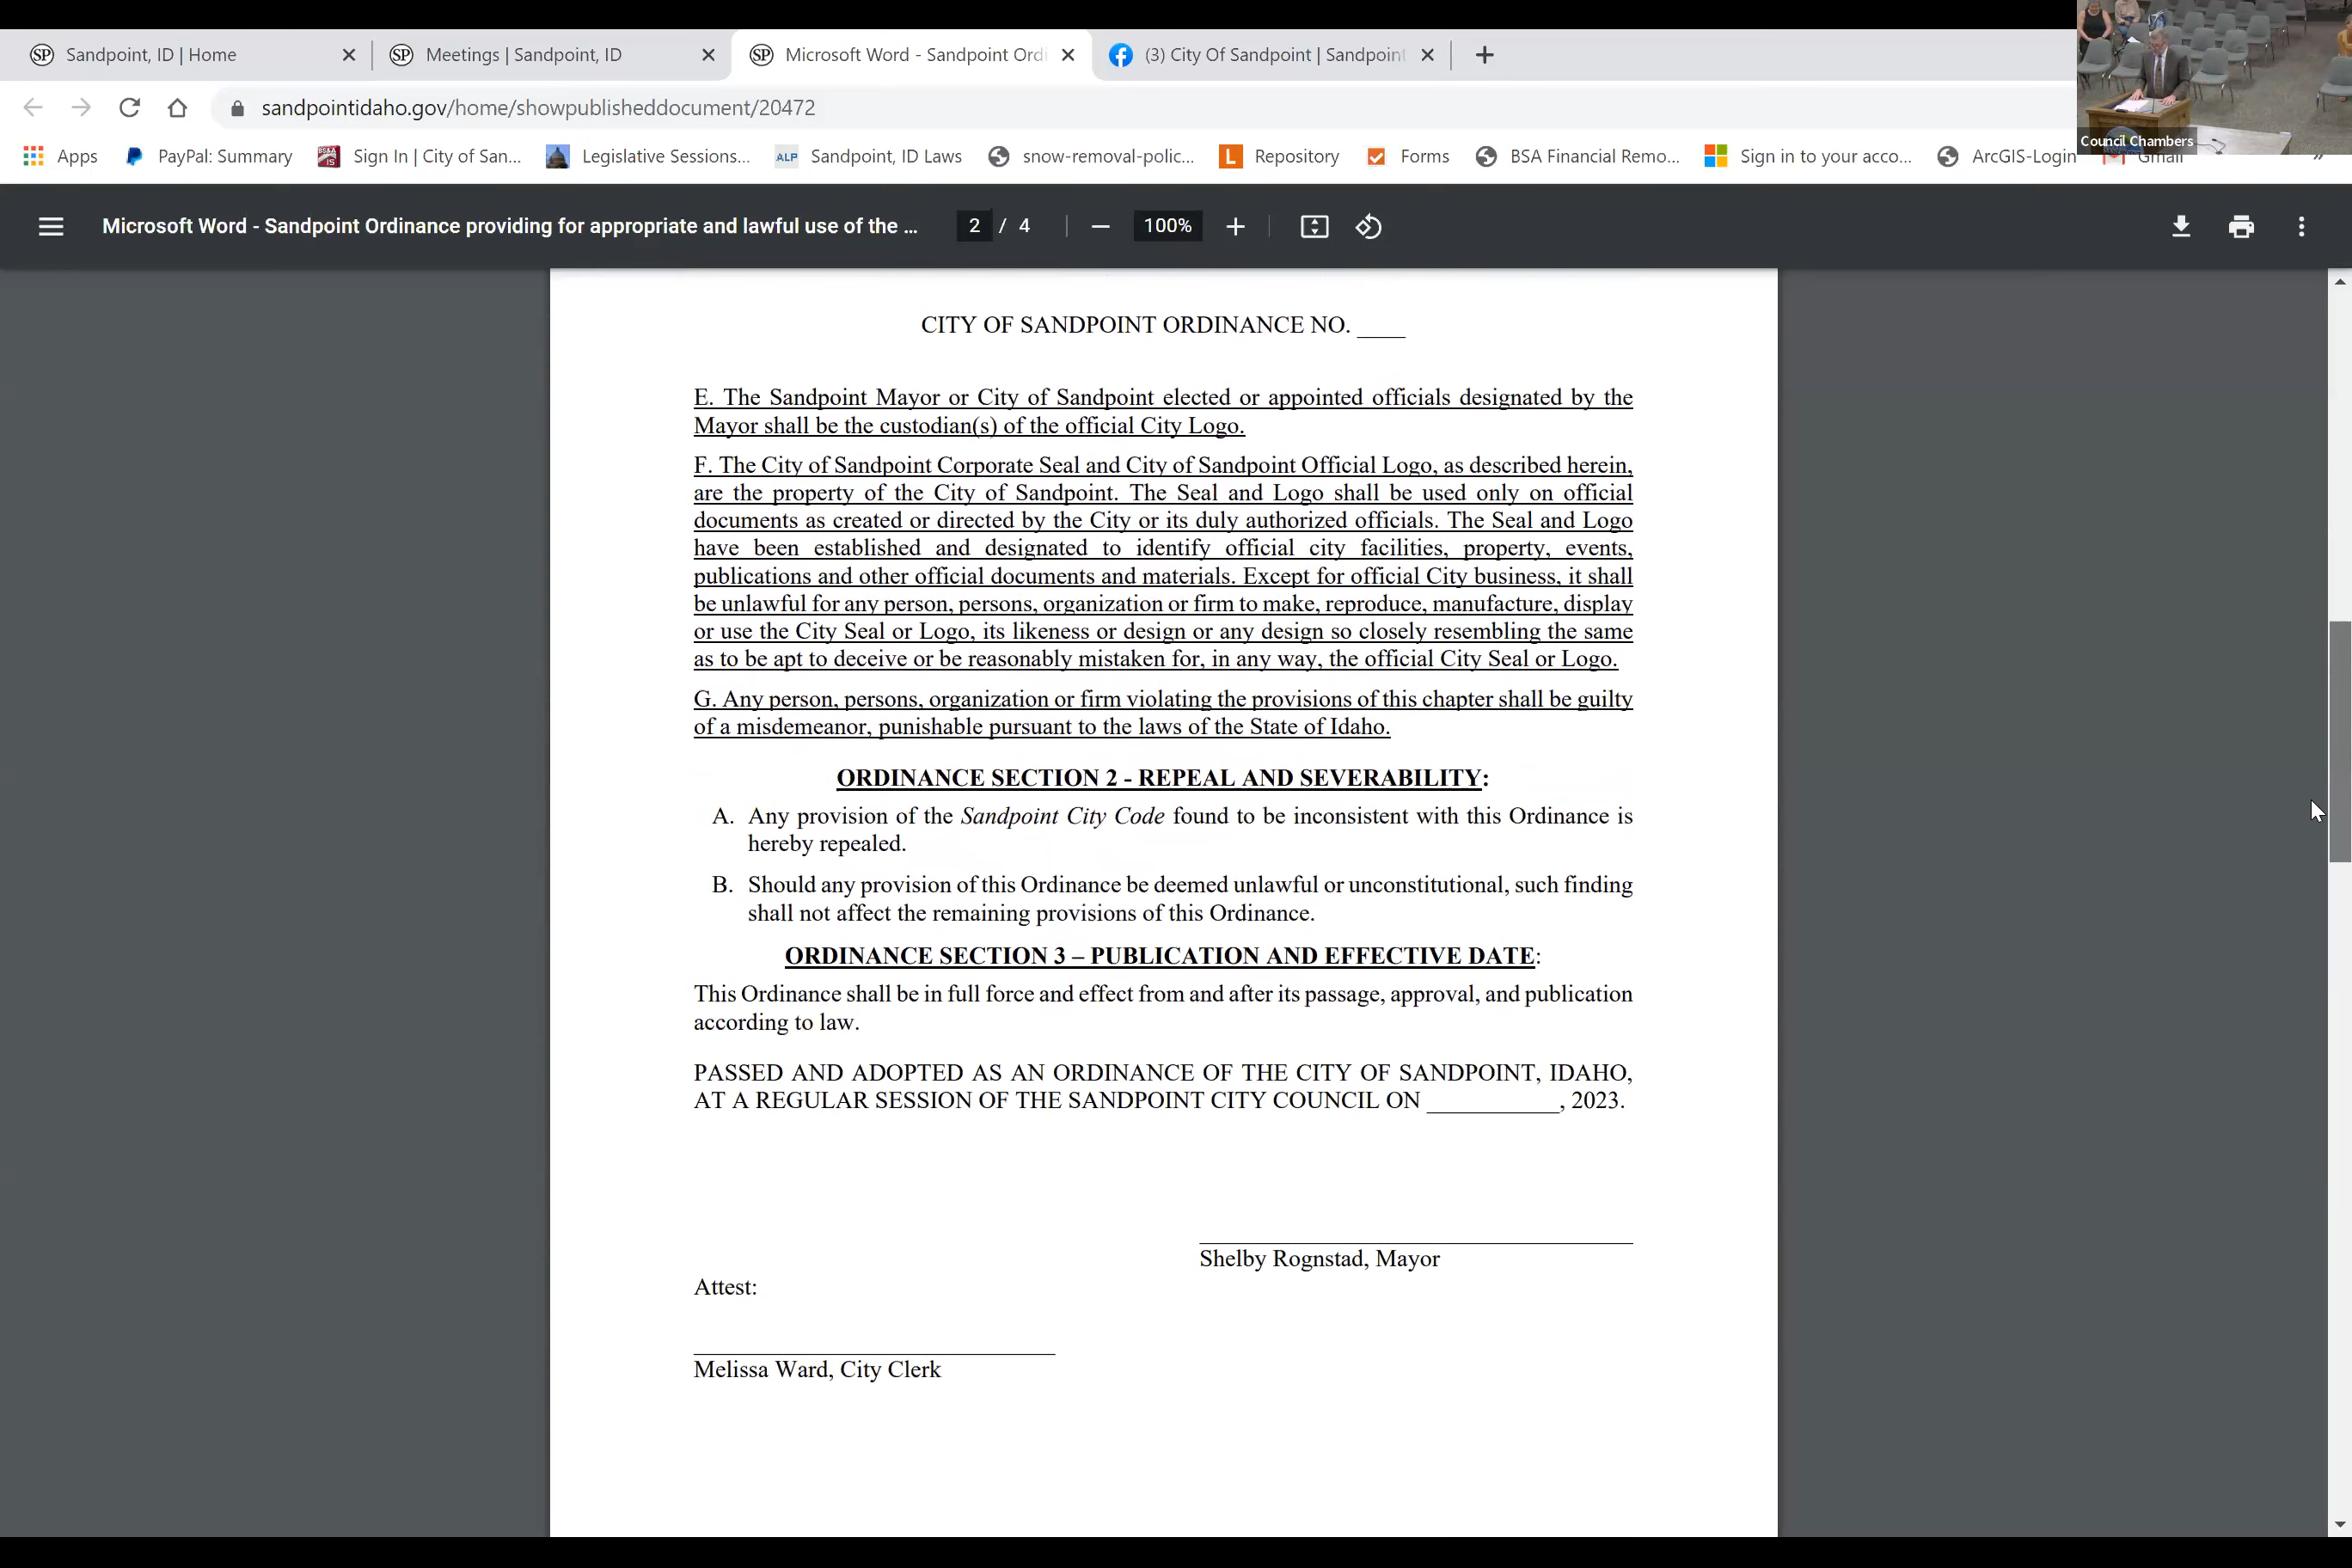 Sandpoint, ID | Home
Meetings | Sandpoint, ID
Microsoft Word - Sandpoint Ordi
(3) City Of Sandpoint | Sandpoint
sandpointidaho.gov/home/showpublisheddocument/20472
Council Chambers
Apps PayPal: Summary Sign In | City of San... Legislative Sessions... ALP Sandpoint, ID Laws snow-removal-polic... L Repository Forms BSA Financial Remo... Sign in to your acco... ArcGIS-Login Gmail »
Microsoft Word - Sandpoint Ordinance providing for appropriate and lawful use of the ... 2 / 4 100%
CITY OF SANDPOINT ORDINANCE NO. ____
E. The Sandpoint Mayor or City of Sandpoint elected or appointed officials designated by the
Mayor shall be the custodian(s) of the official City Logo.
F. The City of Sandpoint Corporate Seal and City of Sandpoint Official Logo, as described herein,
are the property of the City of Sandpoint. The Seal and Logo shall be used only on official
documents as created or directed by the City or its duly authorized officials. The Seal and Logo
have been established and designated to identify official city facilities, property, events,
publications and other official documents and materials. Except for official City business, it shall
be unlawful for any person, persons, organization or firm to make, reproduce, manufacture, display
or use the City Seal or Logo, its likeness or design or any design so closely resembling the same
as to be apt to deceive or be reasonably mistaken for, in any way, the official City Seal or Logo.
G. Any person, persons, organization or firm violating the provisions of this chapter shall be guilty
of a misdemeanor, punishable pursuant to the laws of the State of Idaho.
ORDINANCE SECTION 2 - REPEAL AND SEVERABILITY:
A. Any provision of the Sandpoint City Code found to be inconsistent with this Ordinance is
hereby repealed.
B. Should any provision of this Ordinance be deemed unlawful or unconstitutional, such finding
shall not affect the remaining provisions of this Ordinance.
ORDINANCE SECTION 3 – PUBLICATION AND EFFECTIVE DATE:
This Ordinance shall be in full force and effect from and after its passage, approval, and publication
according to law.
PASSED AND ADOPTED AS AN ORDINANCE OF THE CITY OF SANDPOINT, IDAHO,
AT A REGULAR SESSION OF THE SANDPOINT CITY COUNCIL ON ___________, 2023.
Shelby Rognstad, Mayor
Attest:
Melissa Ward, City Clerk